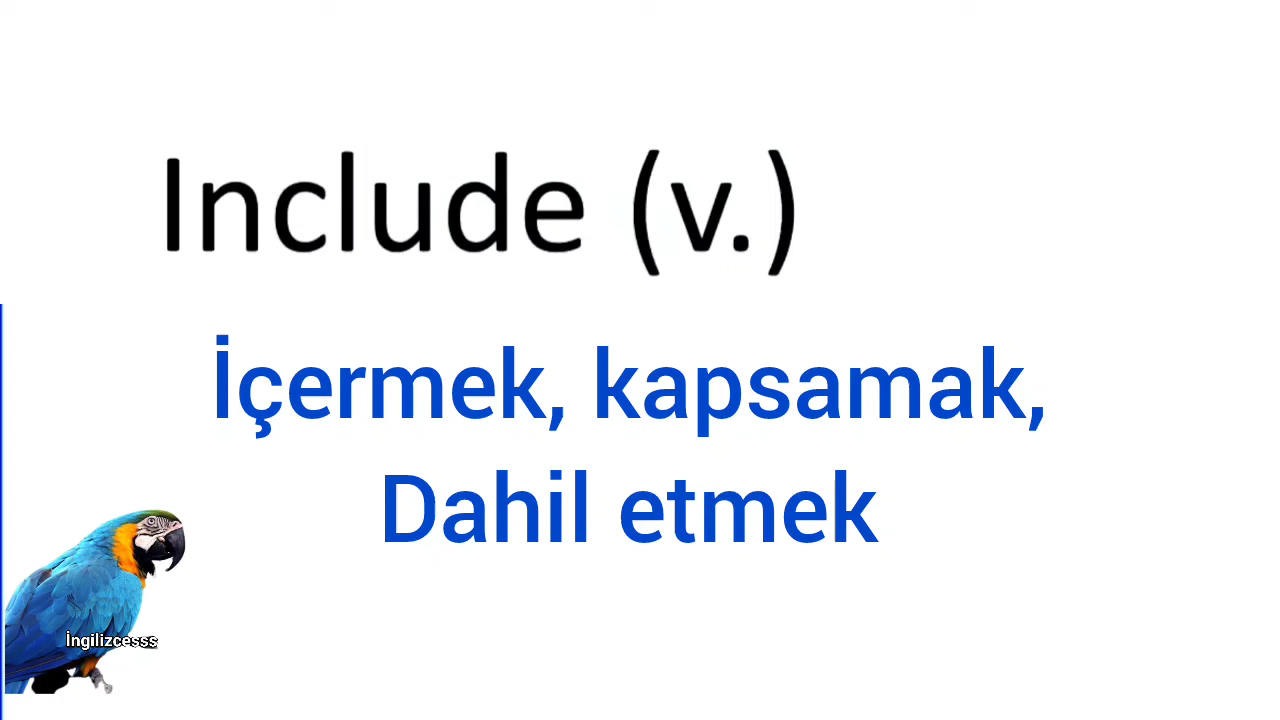 Include (v.)
İçermek, kapsamak,
Dahil etmek
İngilizcesss